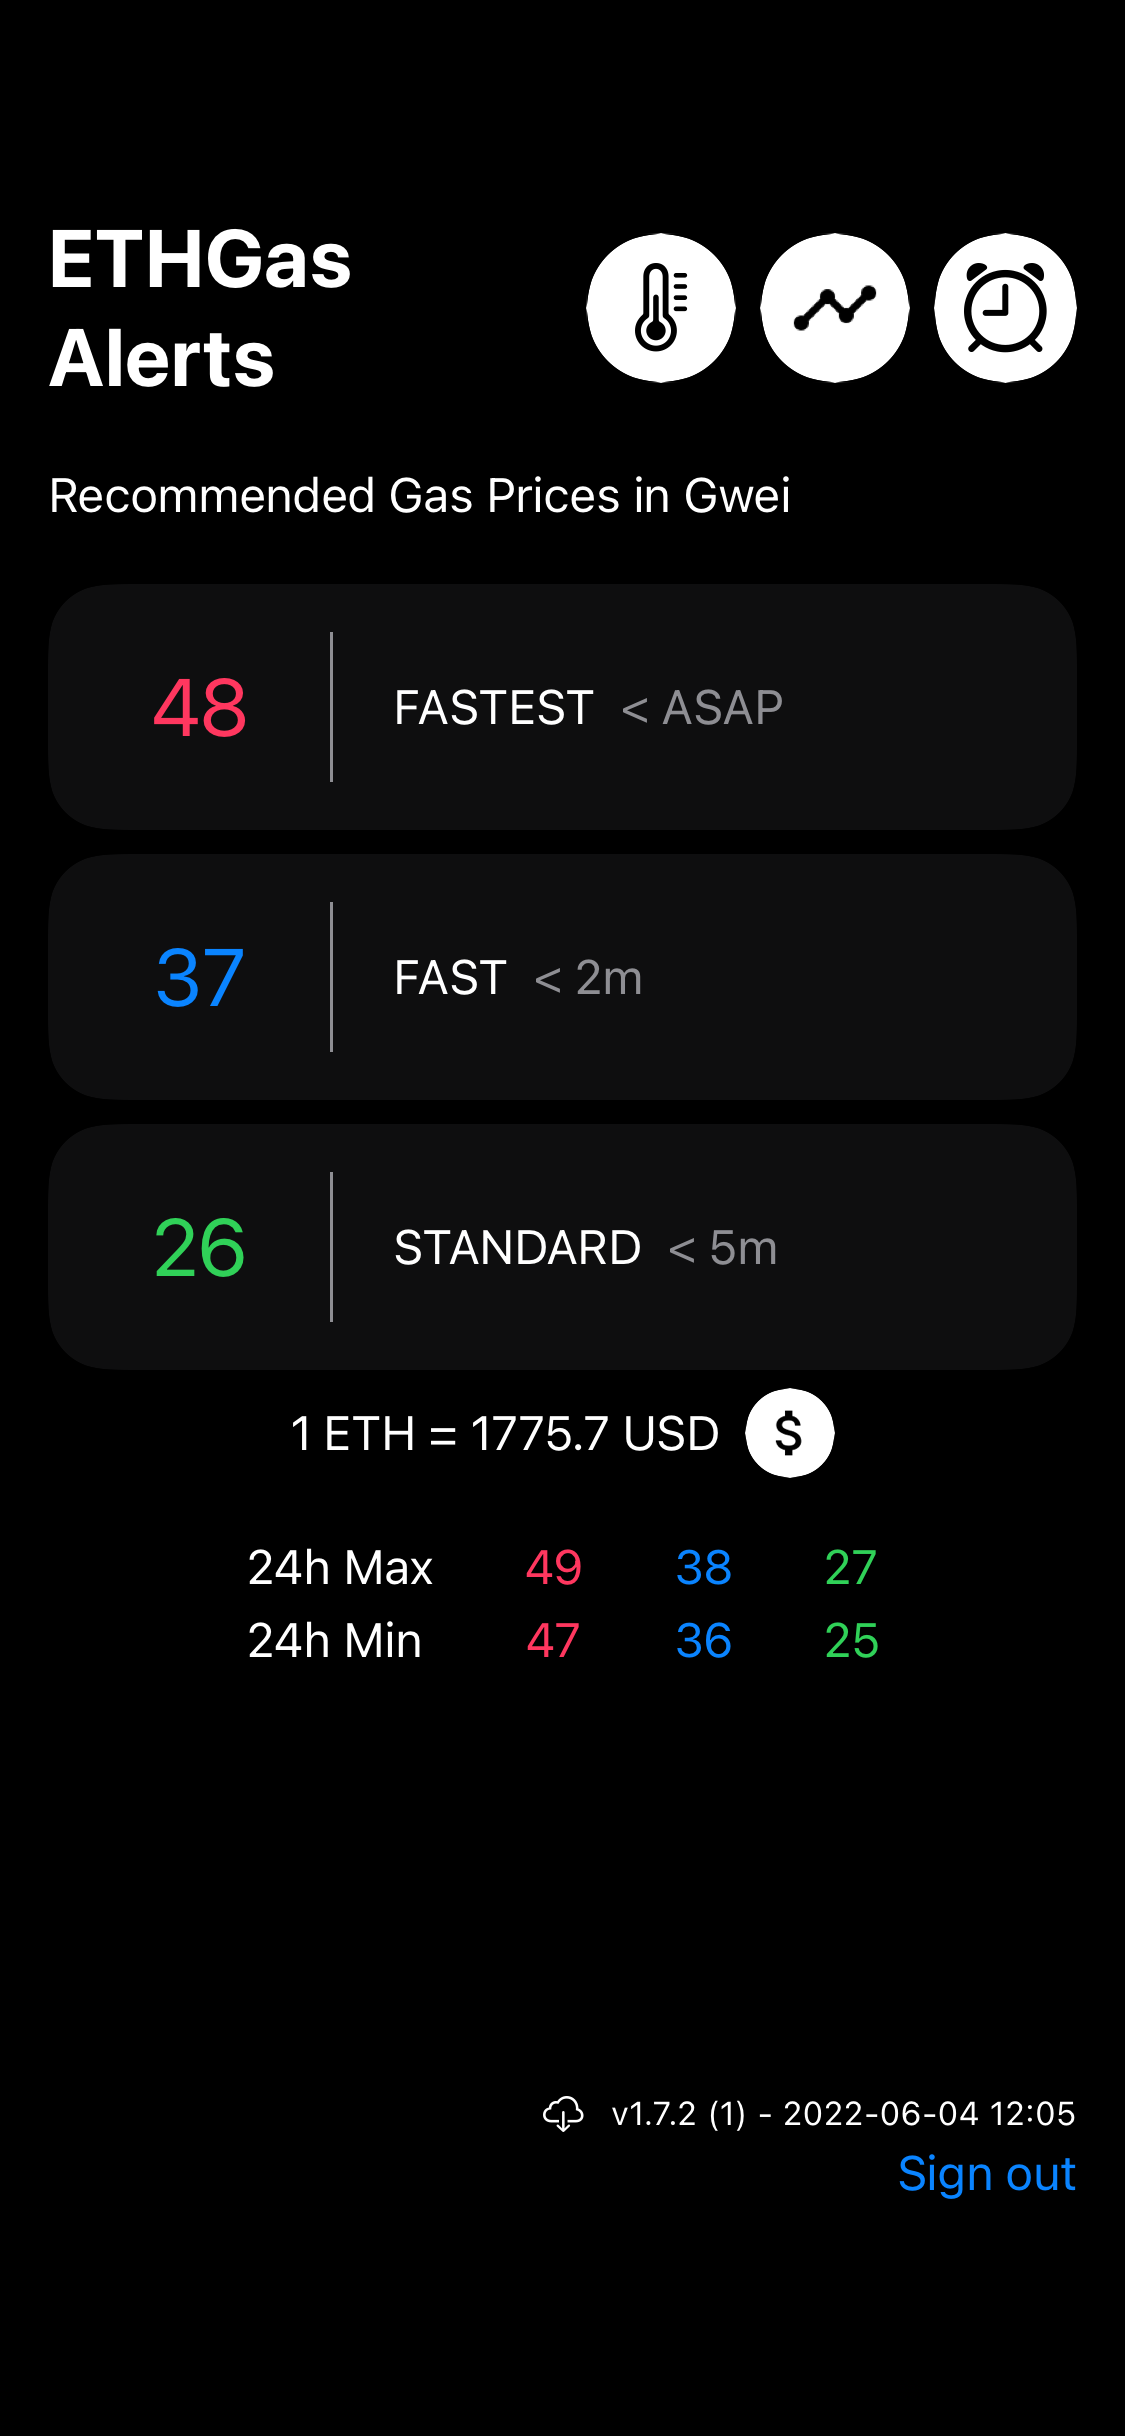 ETHGas
Alerts
Recommended Gas Prices in Gwei
48 FASTEST < ASAP
37 FAST < 2m
26 STANDARD < 5m
1 ETH = 1775.7 USD $
24h Max 49 38 27
24h Min 47 36 25
v1.7.2 (1) - 2022-06-04 12:05
Sign out